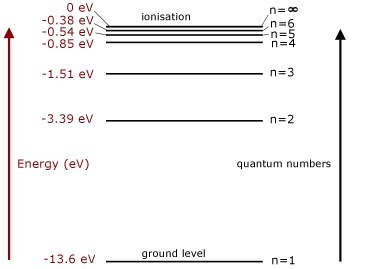 0 eV
ionisation
n=∞
-0.38 eV
n=6
-0.54 eV
n=5
-0.85 eV
n=4
-1.51 eV
n=3
-3.39 eV
n=2
Energy (eV)
quantum numbers
ground level
-13.6 eV
n=1